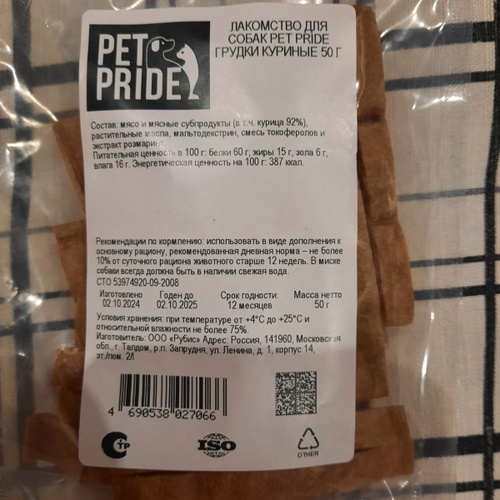 PET
PRIDE
ЛАКОМСТВО ДЛЯ
СОБАК PET PRIDE
ГРУДКИ КУРИНЫЕ 50 Г
Состав: мясо и мясные субпродукты (в т.ч. курица 92%),
растительные масла, мальтодекстрин, смесь токоферолов и
экстракт розмарина.
Питательная ценность в 100 г: белки 60 г, жиры 15 г, зола 6 г,
влага 16 г. Энергетическая ценность на 100 г: 387 ккал.
Рекомендации по кормлению: использовать в виде дополнения к
основному рациону, рекомендованная дневная норма – не более
10% от суточного рациона животного старше 12 недель. В миске
собаки всегда должна быть в наличии свежая вода.
СТО 53974920-09-2008
Изготовлено Годен до Срок годности: Масса нетто
02.10.2024 02.10.2025 12 месяцев 50 г
Условия хранения: при температуре от +4°С до +25°С и
относительной влажности не более 75%.
Изготовитель: ООО «Рубис» Адрес: Россия, 141960, Московская
обл., г. Талдом, р.п. Запрудня, ул. Ленина, д. 1, корпус 14,
эт./пом. 2/I
4 690538 027066
СТР
ISO
OTHER